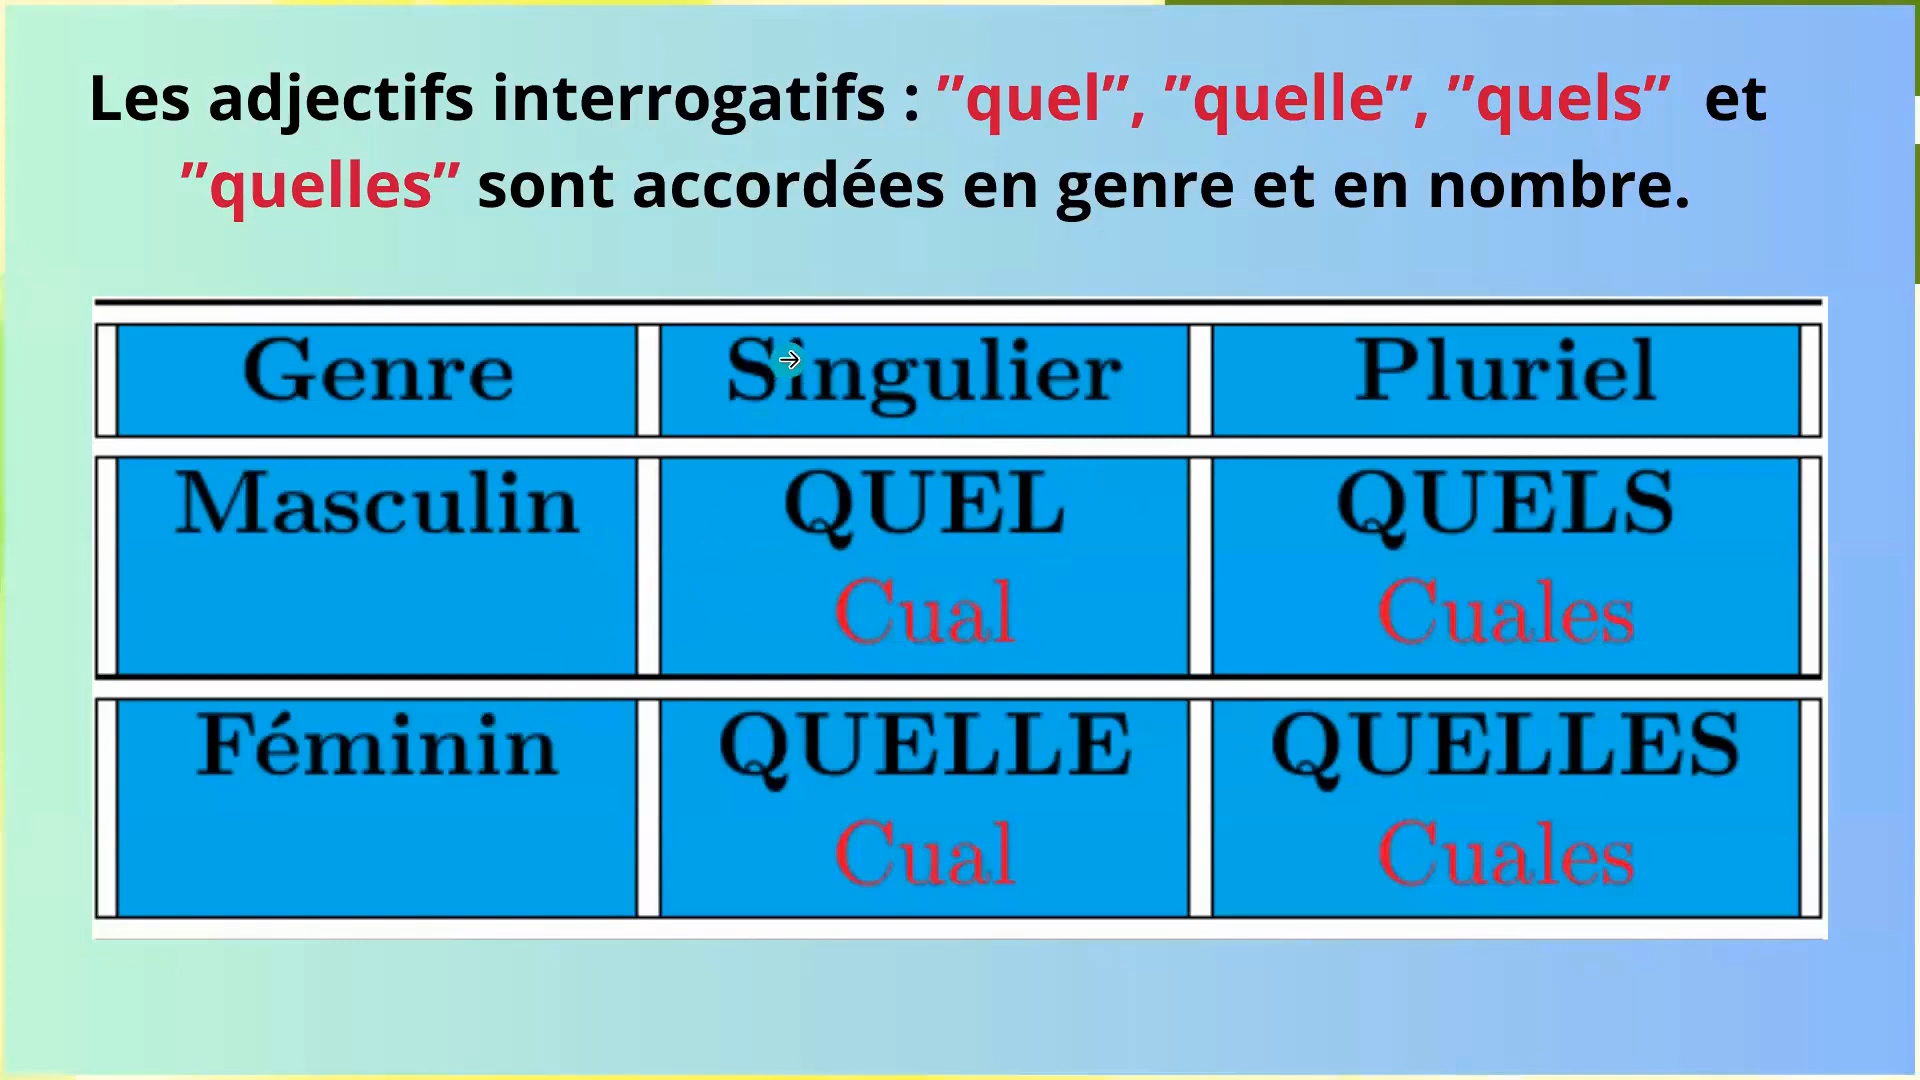 Les adjectifs interrogatifs : ”quel”, ”quelle”, ”quels” et
”quelles” sont accordées en genre et en nombre.
Genre Singulier Pluriel
Masculin QUEL QUELS
Cual Cuales
Féminin QUELLE QUELLES
Cual Cuales